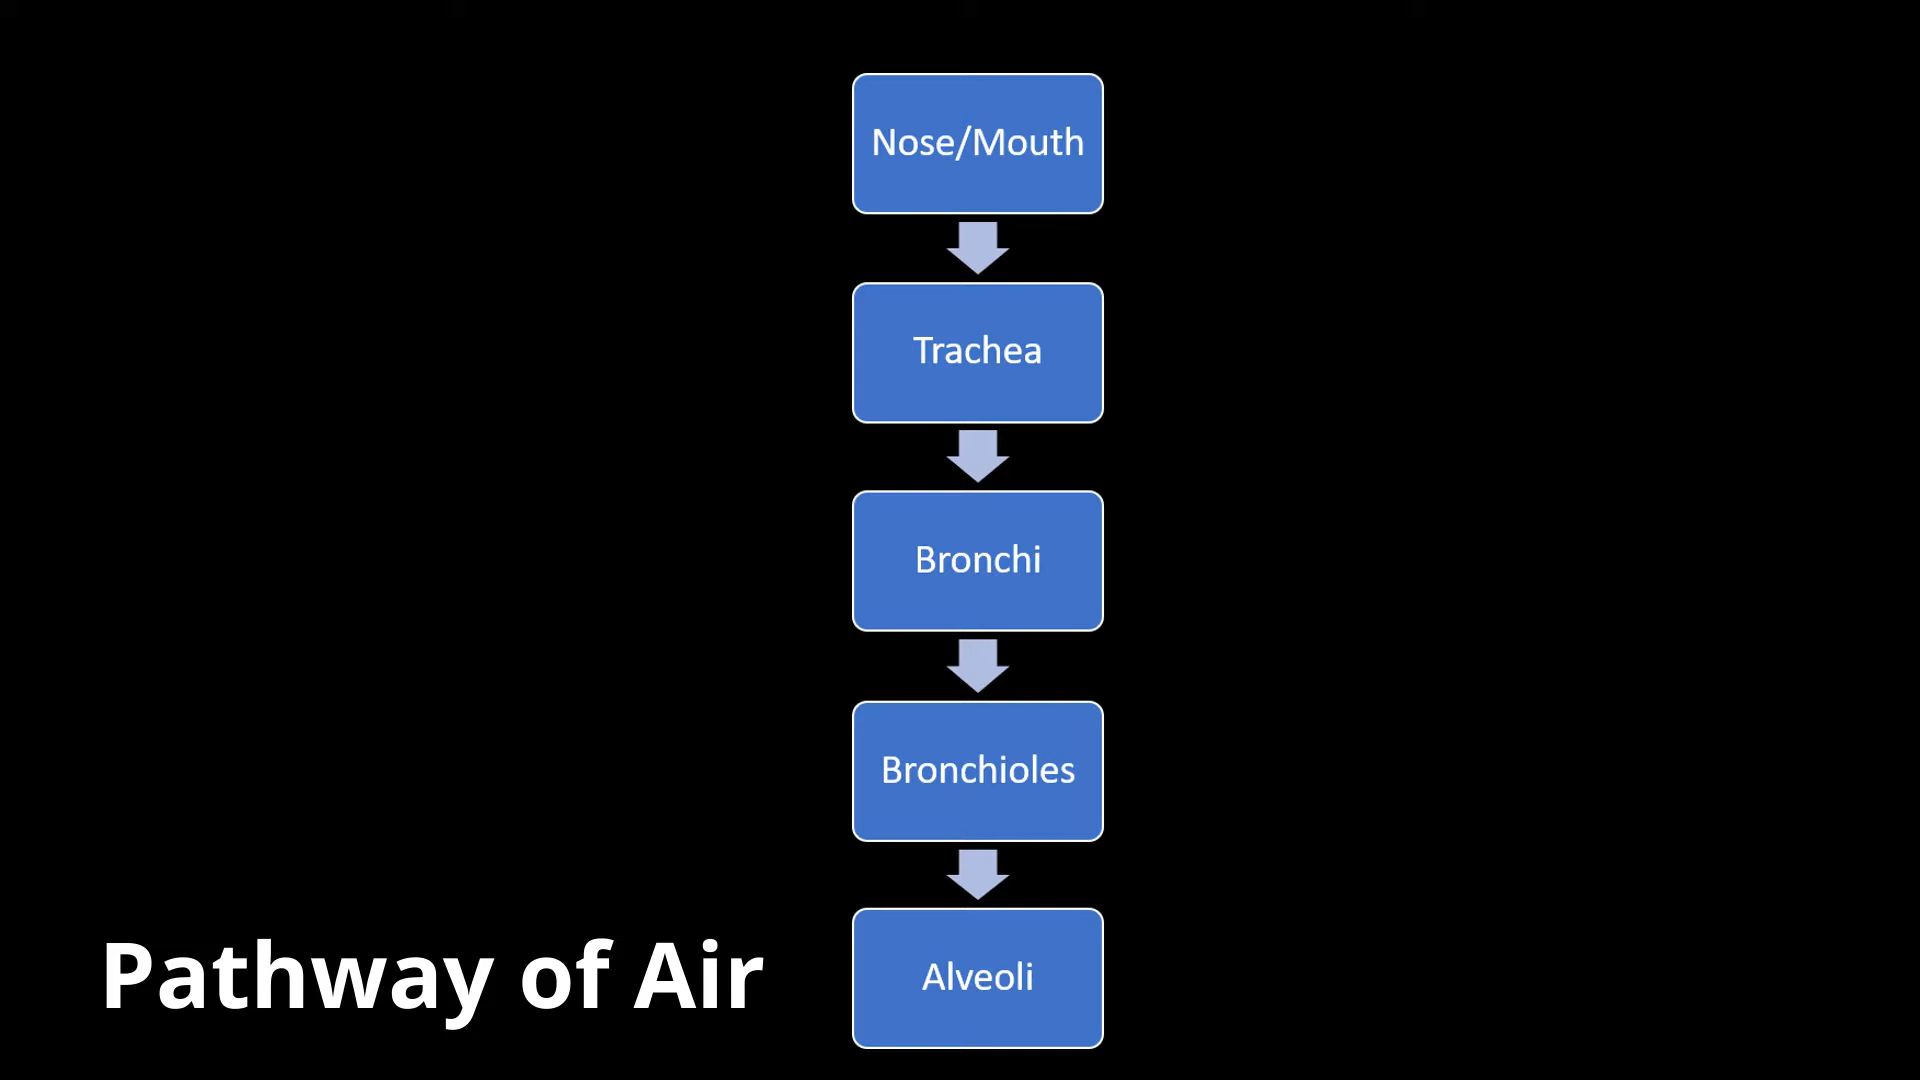 Nose/Mouth
Trachea
Bronchi
Bronchioles
Alveoli
Pathway of Air